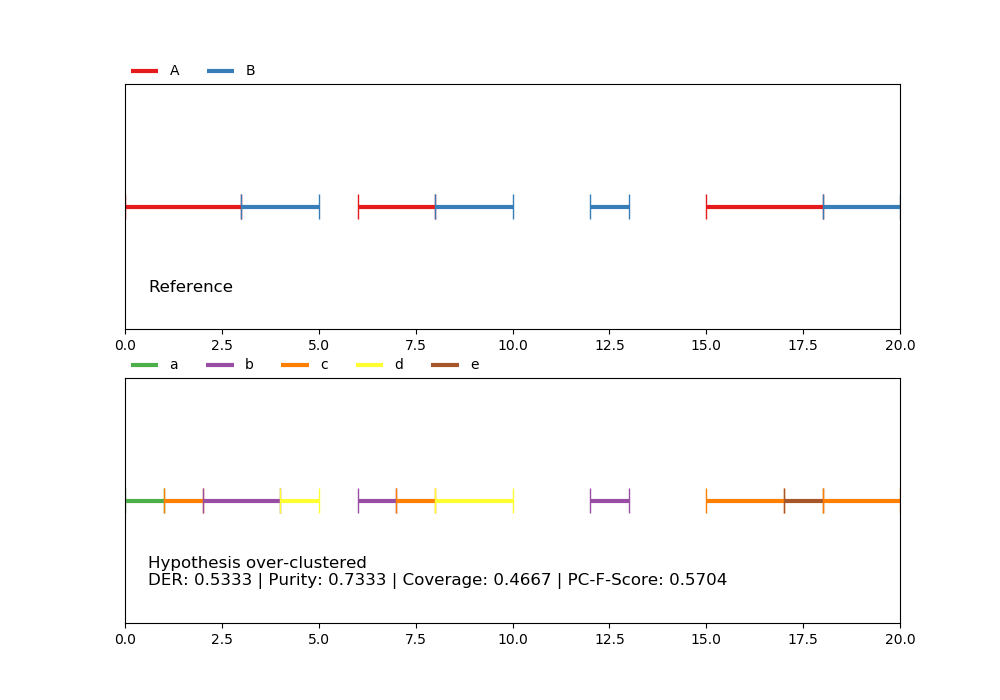 A B
Reference
0.0 2.5 5.0 7.5 10.0 12.5 15.0 17.5 20.0
a b c d e
Hypothesis over-clustered
DER: 0.5333 | Purity: 0.7333 | Coverage: 0.4667 | PC-F-Score: 0.5704
0.0 2.5 5.0 7.5 10.0 12.5 15.0 17.5 20.0